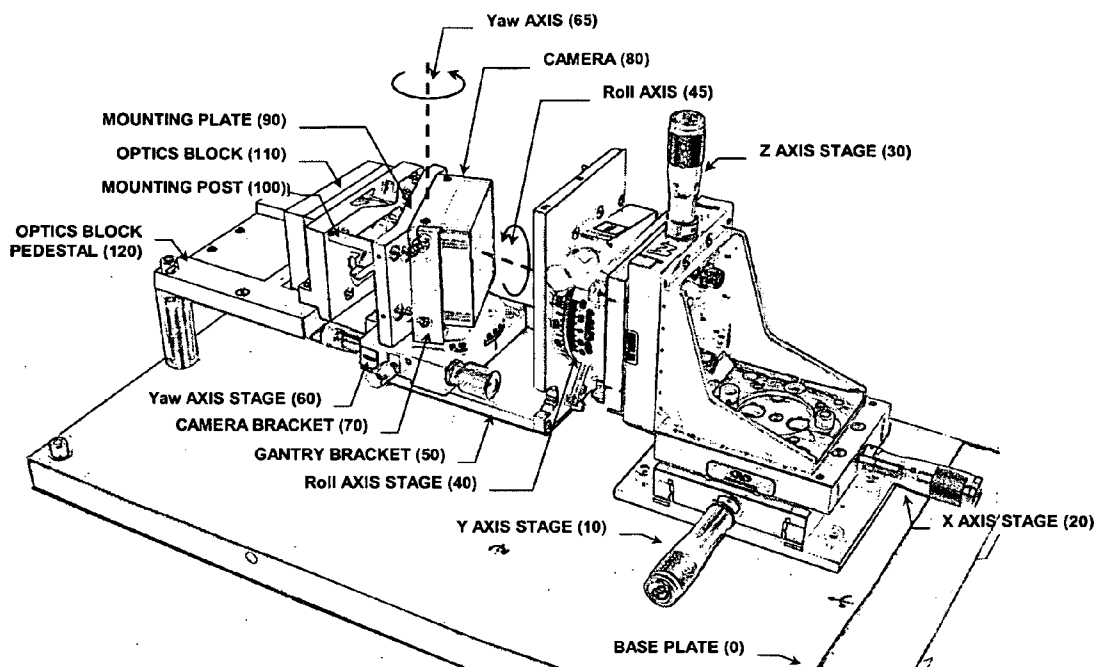 Yaw AXIS (65)
CAMERA (80)
Roll AXIS (45)
MOUNTING PLATE (90)
OPTICS BLOCK (110)
MOUNTING POST (100)
Z AXIS STAGE (30)
OPTICS BLOCK
PEDESTAL (120)
Yaw AXIS STAGE (60)
CAMERA BRACKET (70)
GANTRY BRACKET (50)
Roll AXIS STAGE (40)
Y AXIS STAGE (10)
X AXIS STAGE (20)
BASE PLATE (0)